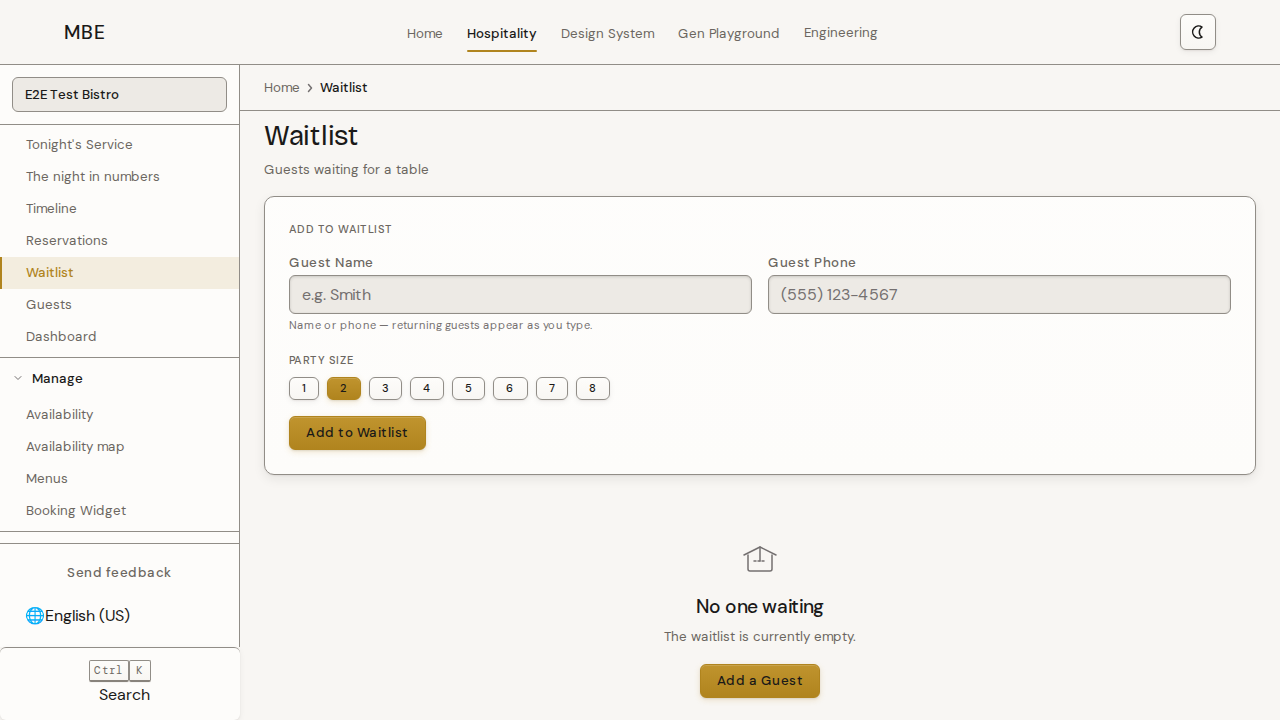 MBE
Home
Hospitality
Design System
Gen Playground
Engineering
E2E Test Bistro
Tonight's Service
The night in numbers
Timeline
Reservations
Waitlist
Guests
Dashboard
Manage
Availability
Availability map
Menus
Booking Widget
Send feedback
English (US)
Ctrl K
Search
Home > Waitlist
Waitlist
Guests waiting for a table
ADD TO WAITLIST
Guest Name
e.g. Smith
Name or phone — returning guests appear as you type.
Guest Phone
(555) 123-4567
PARTY SIZE
1 2 3 4 5 6 7 8
Add to Waitlist
No one waiting
The waitlist is currently empty.
Add a Guest